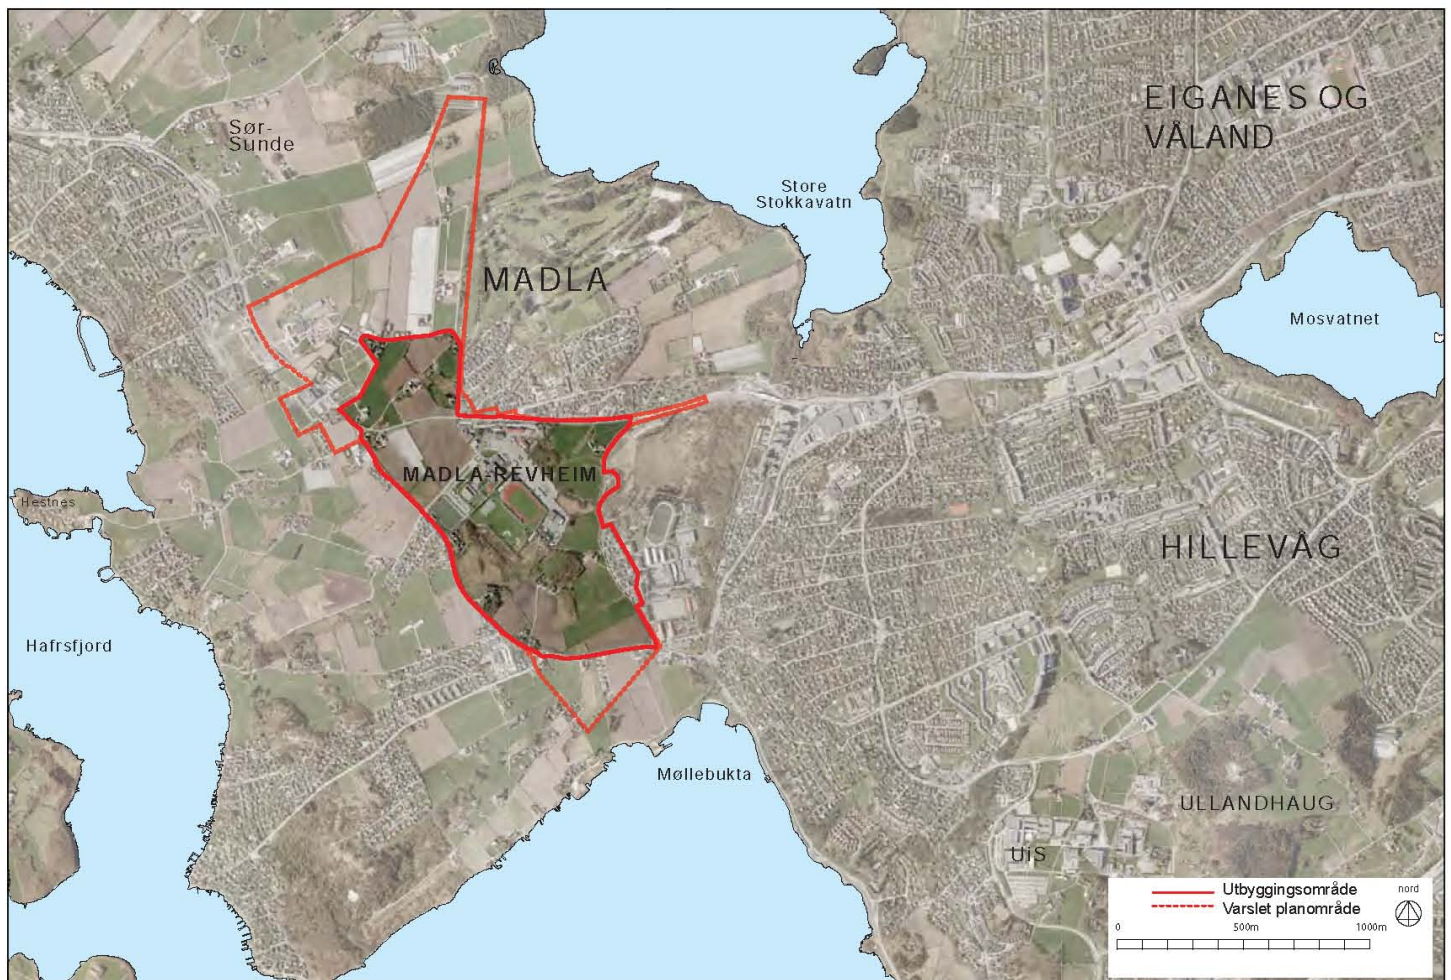 EIGANES OG
VÅLAND
Sør-
Sunde
Store
Stokkavatn
MADLA
Mosvatnet
MADLA-REVHEIM
Hestnes
HILLEVÅG
Hafrsfjord
Møllebukta
ULLANDHAUG
UiS
Utbyggingsområde
nord
Varslet planområde
0 500m 1000m